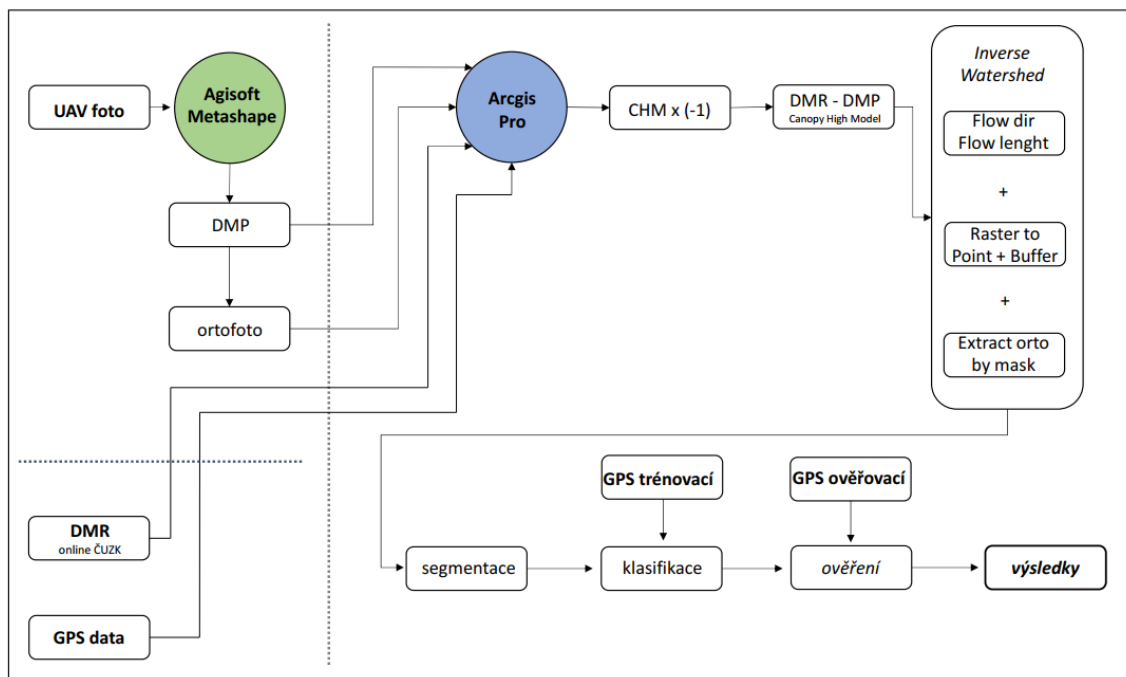 UAV foto
Agisoft
Metashape
DMP
ortofoto
DMR
online ČUZK
GPS data
Arcgis
Pro
CHM x (-1)
DMR - DMP
Canopy High Model
Inverse
Watershed
Flow dir
Flow lenght
+
Raster to
Point + Buffer
+
Extract orto
by mask
GPS trénovací
GPS ověřovací
segmentace
klasifikace
ověření
výsledky